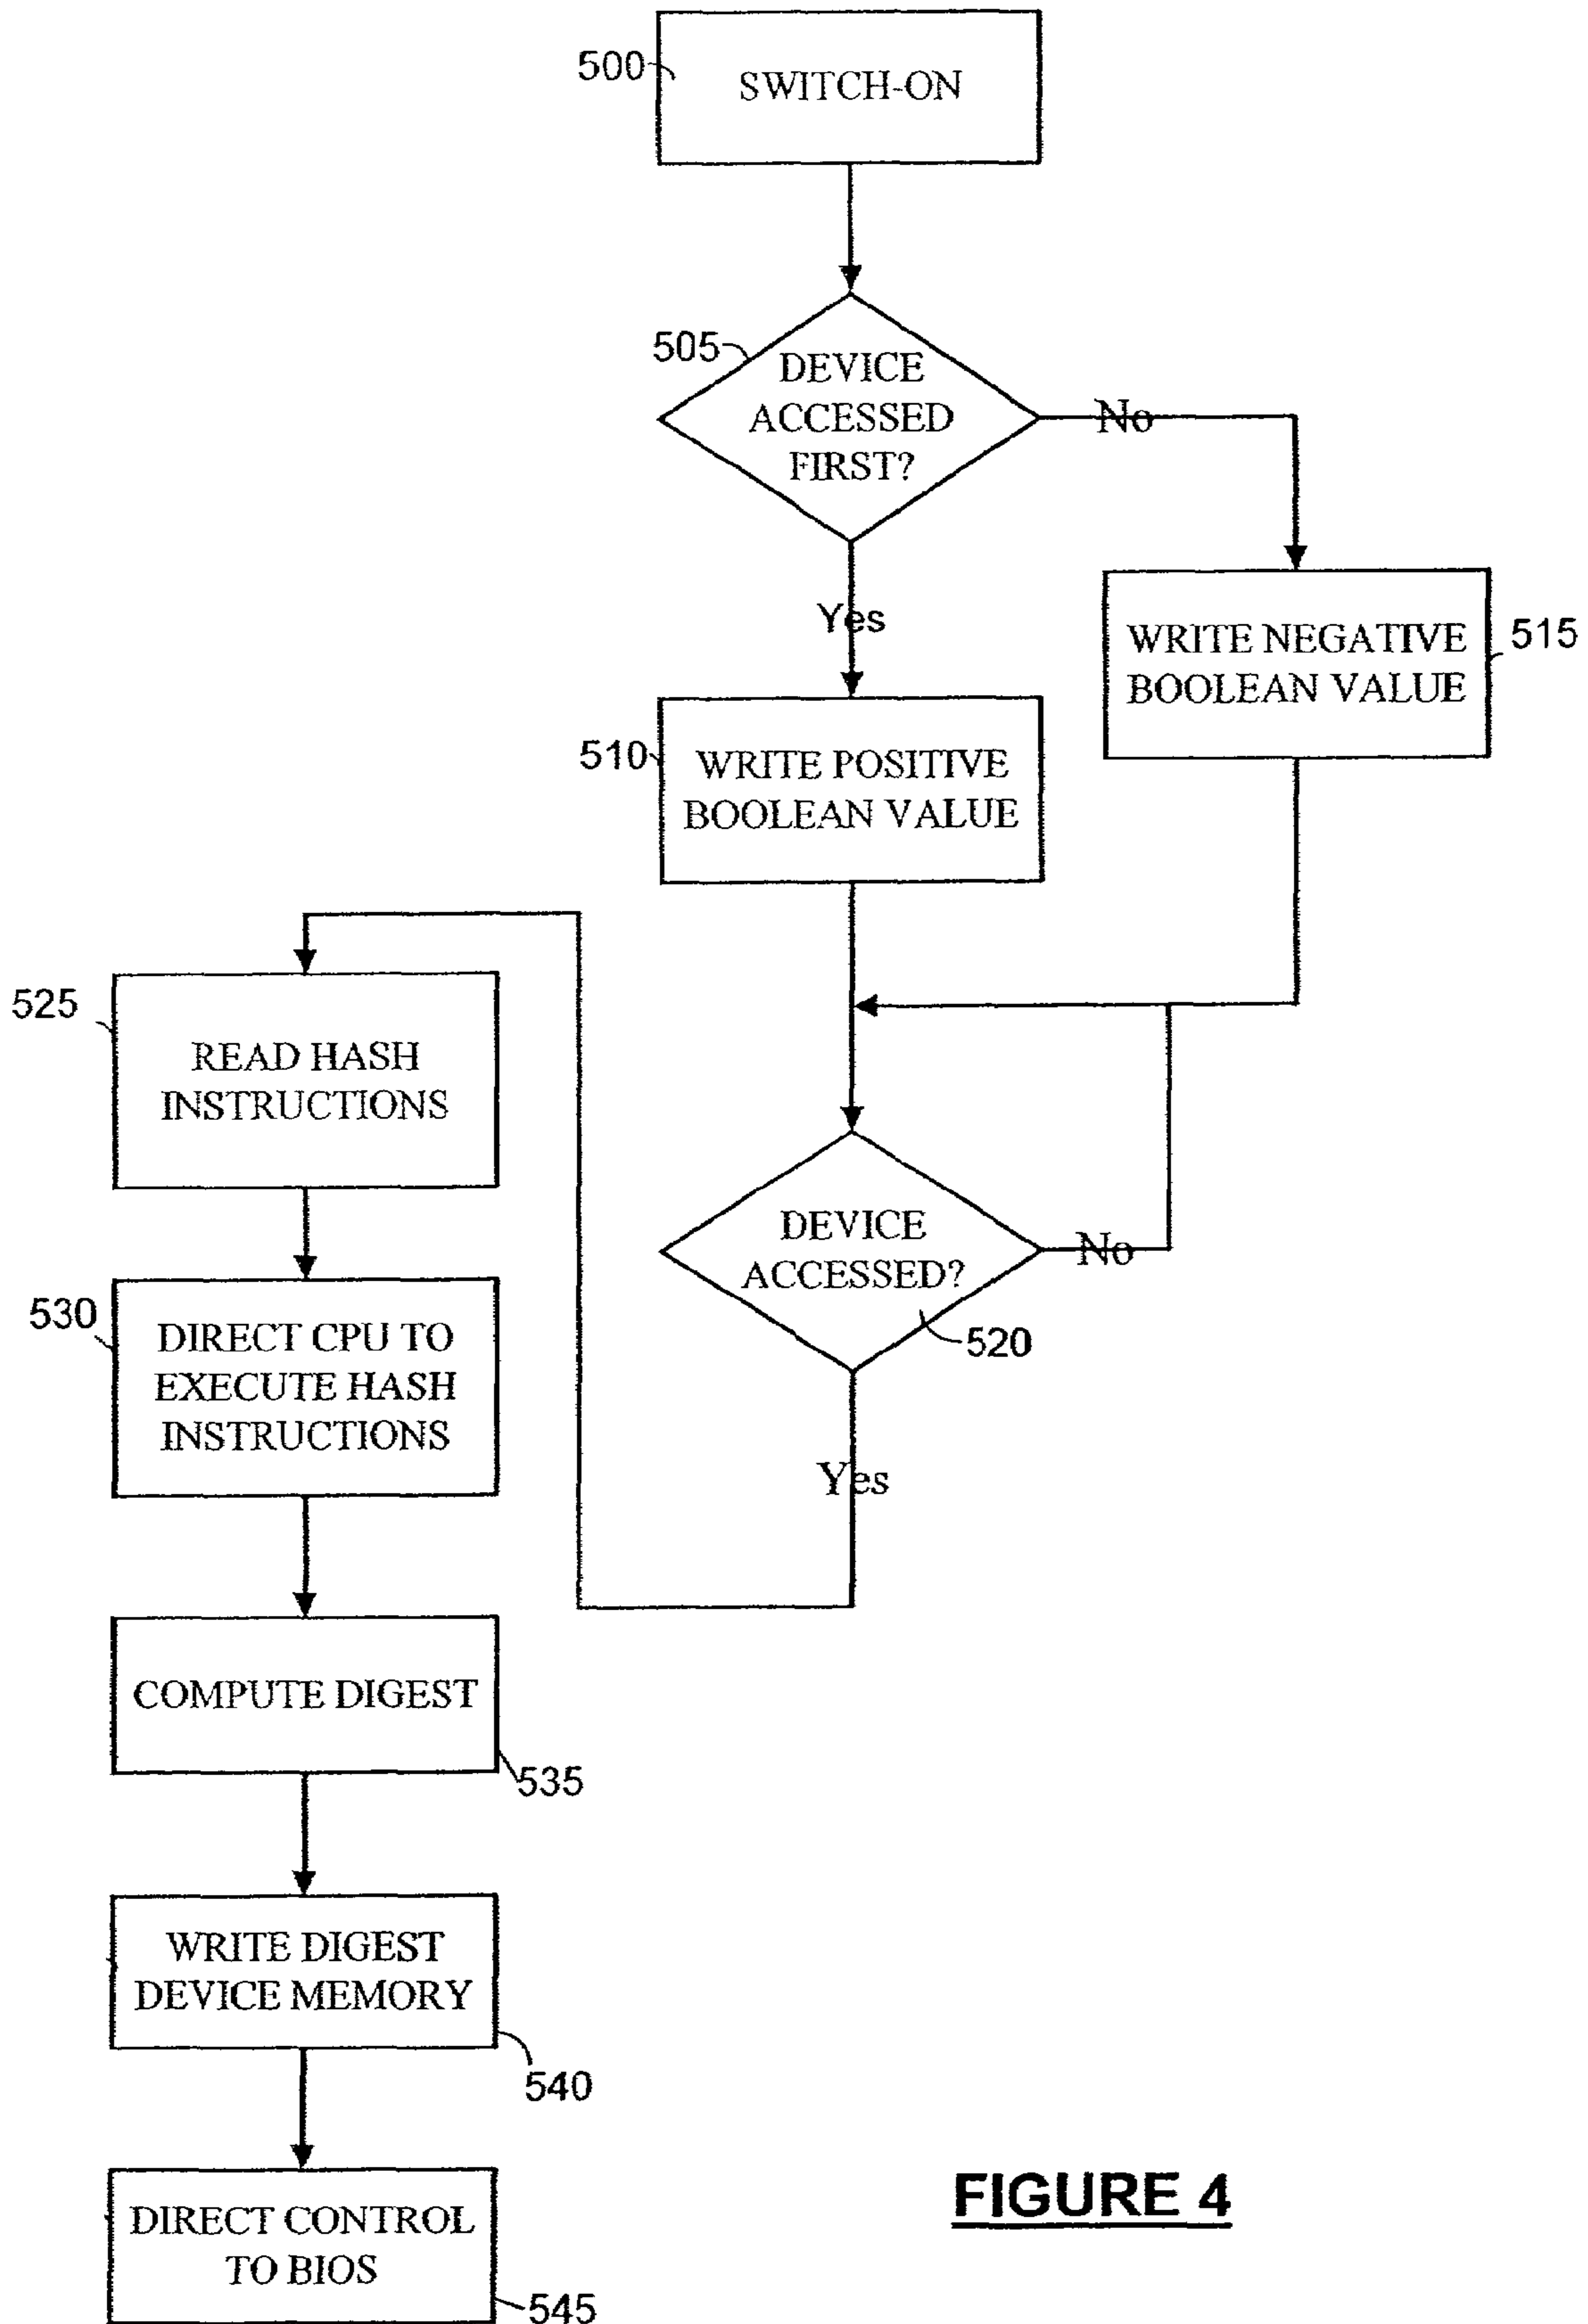 500
SWITCH-ON
505
DEVICE
ACCESSED
FIRST?
No
Yes
WRITE NEGATIVE
BOOLEAN VALUE
515
510
WRITE POSITIVE
BOOLEAN VALUE
525
READ HASH
INSTRUCTIONS
DEVICE
ACCESSED?
No
520
Yes
530
DIRECT CPU TO
EXECUTE HASH
INSTRUCTIONS
COMPUTE DIGEST
535
WRITE DIGEST
DEVICE MEMORY
540
DIRECT CONTROL
TO BIOS
545
FIGURE 4